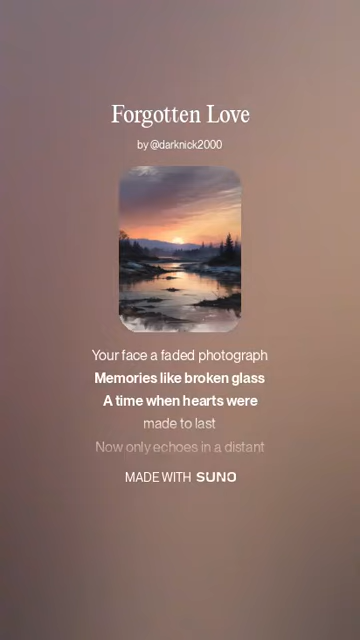 Forgotten Love
by @darknick2000
Your face a faded photograph
Memories like broken glass
A time when hearts were
made to last
Now only echoes in a distant
MADE WITH SUNO